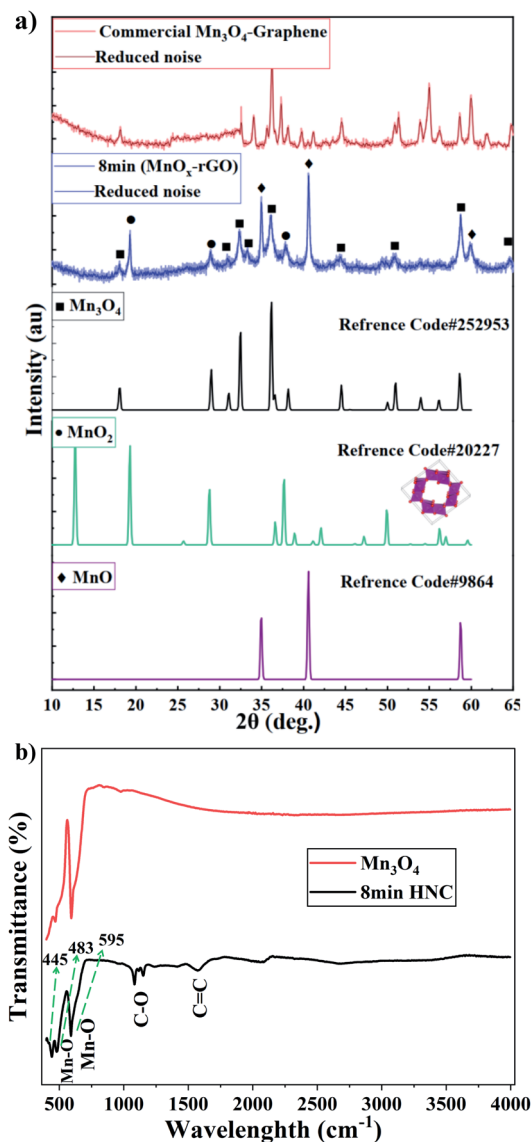 a)
Commercial Mn₃O₄-Graphene
Reduced noise
8min (MnOₓ-rGO)
Reduced noise
Mn₃O₄
Refrence Code#252953
MnO₂
Refrence Code#20227
MnO
Refrence Code#9864
Intensity (au)
10 15 20 25 30 35 40 45 50 55 60 65
2θ (deg.)
b)
Transmittance (%)
Mn₃O₄
8min HNC
445
483
595
Mn-O
Mn-O
C-O
C=C
500 1000 1500 2000 2500 3000 3500 4000
Wavelenghth (cm⁻¹)